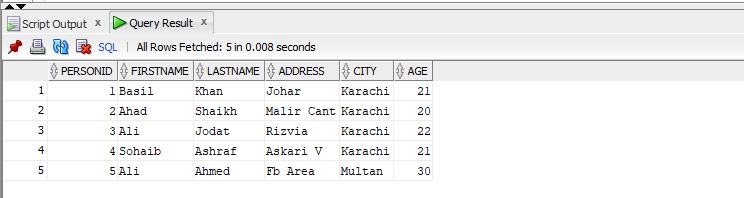 Script Output x Query Result x
SQL All Rows Fetched: 5 in 0.008 seconds
PERSONID FIRSTNAME LASTNAME ADDRESS CITY AGE
1 1 Basil Khan Johar Karachi 21
2 2 Ahad Shaikh Malir Cant Karachi 20
3 3 Ali Jodat Rizvia Karachi 22
4 4 Sohaib Ashraf Askari V Karachi 21
5 5 Ali Ahmed Fb Area Multan 30